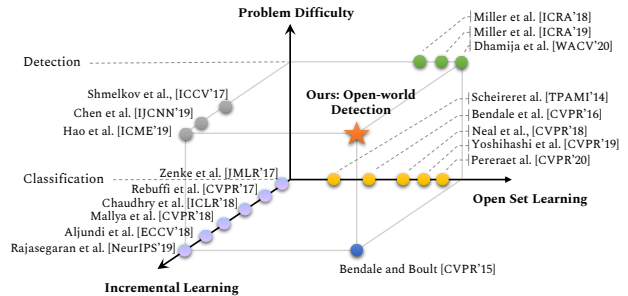 Problem Difficulty
Miller et al. [ICRA'18]
Miller et al. [ICRA'19]
Dhamija et al. [WACV'20]
Detection
Shmelkov et al., [ICCV'17]
Chen et al. [IJCNN'19]
Hao et al. [ICME'19]
Ours: Open-world
Detection
Scheirer et al. [TPAMI'14]
Bendale et al. [CVPR'16]
Neal et al., [CVPR'18]
Yoshihashi et al. [CVPR'19]
Perera et al. [CVPR'20]
Classification
Zenke et al. [JMLR'17]
Rebuffi et al. [CVPR'17]
Chaudhry et al. [ICLR'18]
Mallya et al. [CVPR'18]
Aljundi et al. [ECCV'18]
Rajasegaran et al. [NeurIPS'19]
Open Set Learning
Bendale and Boult [CVPR'15]
Incremental Learning